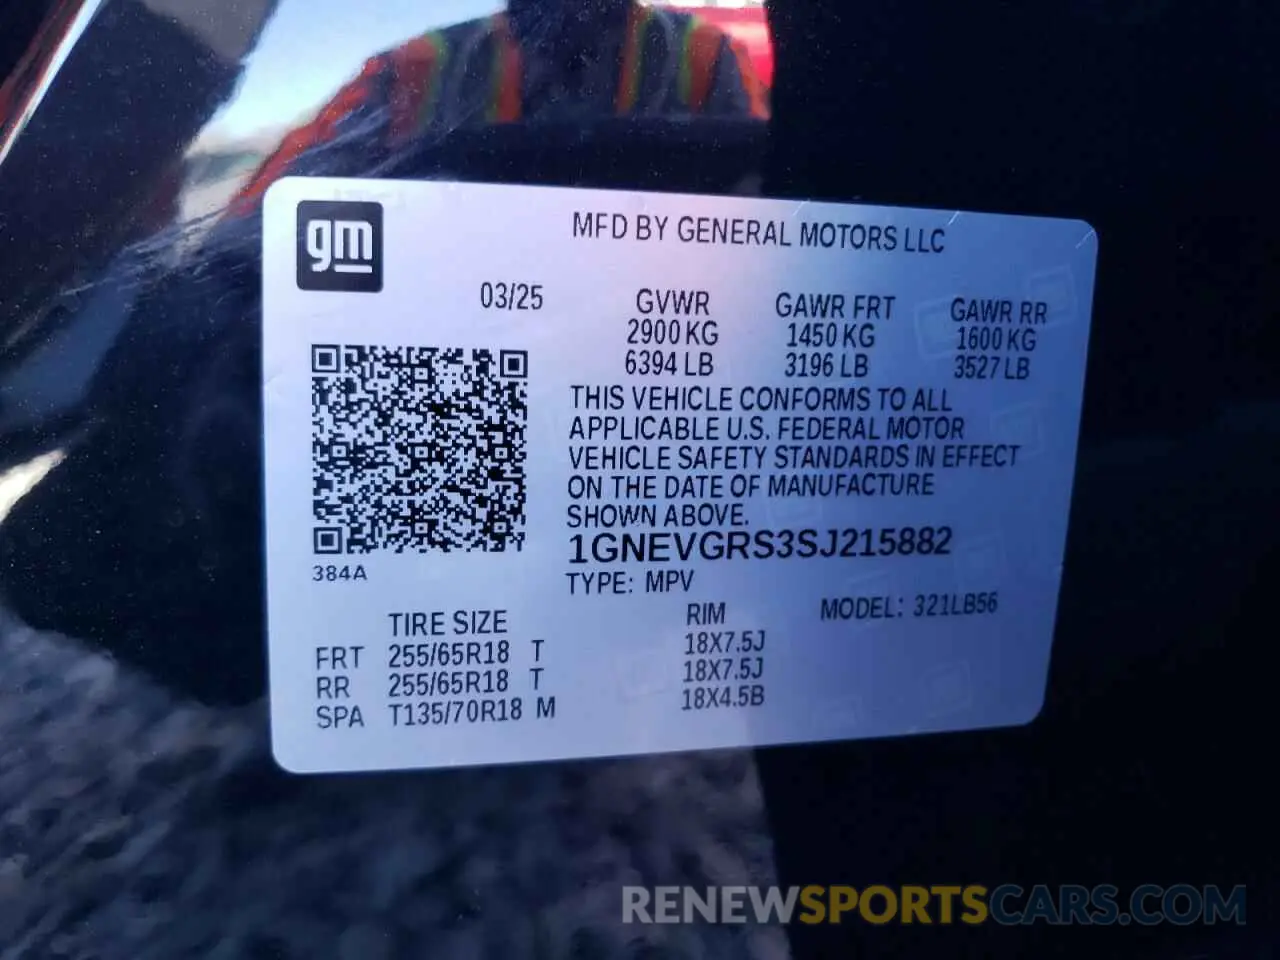 gm
MFD BY GENERAL MOTORS LLC
03/25
GVWR GAWR FRT GAWR RR
2900 KG 1450 KG 1600 KG
6394 LB 3196 LB 3527 LB
THIS VEHICLE CONFORMS TO ALL
APPLICABLE U.S. FEDERAL MOTOR
VEHICLE SAFETY STANDARDS IN EFFECT
ON THE DATE OF MANUFACTURE
SHOWN ABOVE.
1GNEVGRS3SJ215882
384A
TYPE: MPV
MODEL: 321LB56
TIRE SIZE RIM
FRT 255/65R18 T 18X7.5J
RR 255/65R18 T 18X7.5J
SPA T135/70R18 M 18X4.5B
RENEWSPORTSCARS.COM